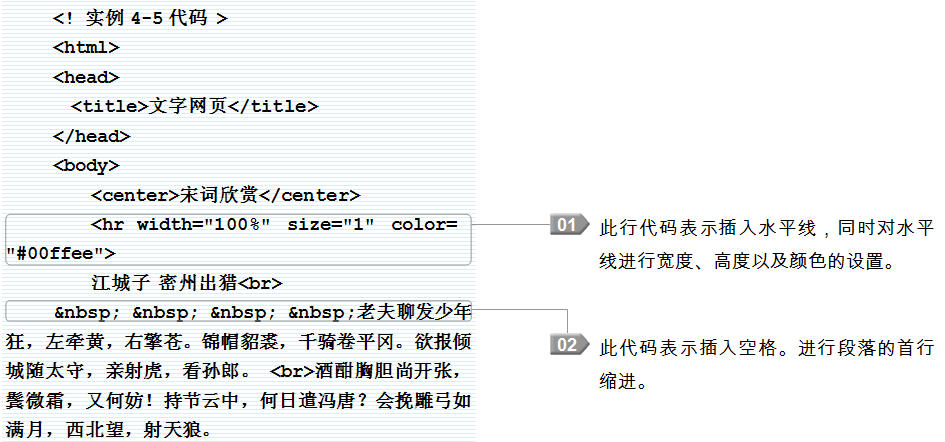 <! 实例 4-5 代码 >
<html>
<head>
<title>文字网页</title>
</head>
<body>
<center>宋词欣赏</center>
<hr width="100%" size="1" color=
"#00ffee">
江城子 密州出猎<br>
&nbsp; &nbsp; &nbsp; &nbsp;老夫聊发少年
狂，左牵黄，右擎苍。锦帽貂裘，千骑卷平冈。欲报倾
城随太守，亲射虎，看孙郎。 <br>酒酣胸胆尚开张，
鬓微霜，又何妨！持节云中，何日遣冯唐？会挽雕弓如
满月，西北望，射天狼。
01 此行代码表示插入水平线，同时对水平
线进行宽度、高度以及颜色的设置。
02 此代码表示插入空格。进行段落的首行
缩进。